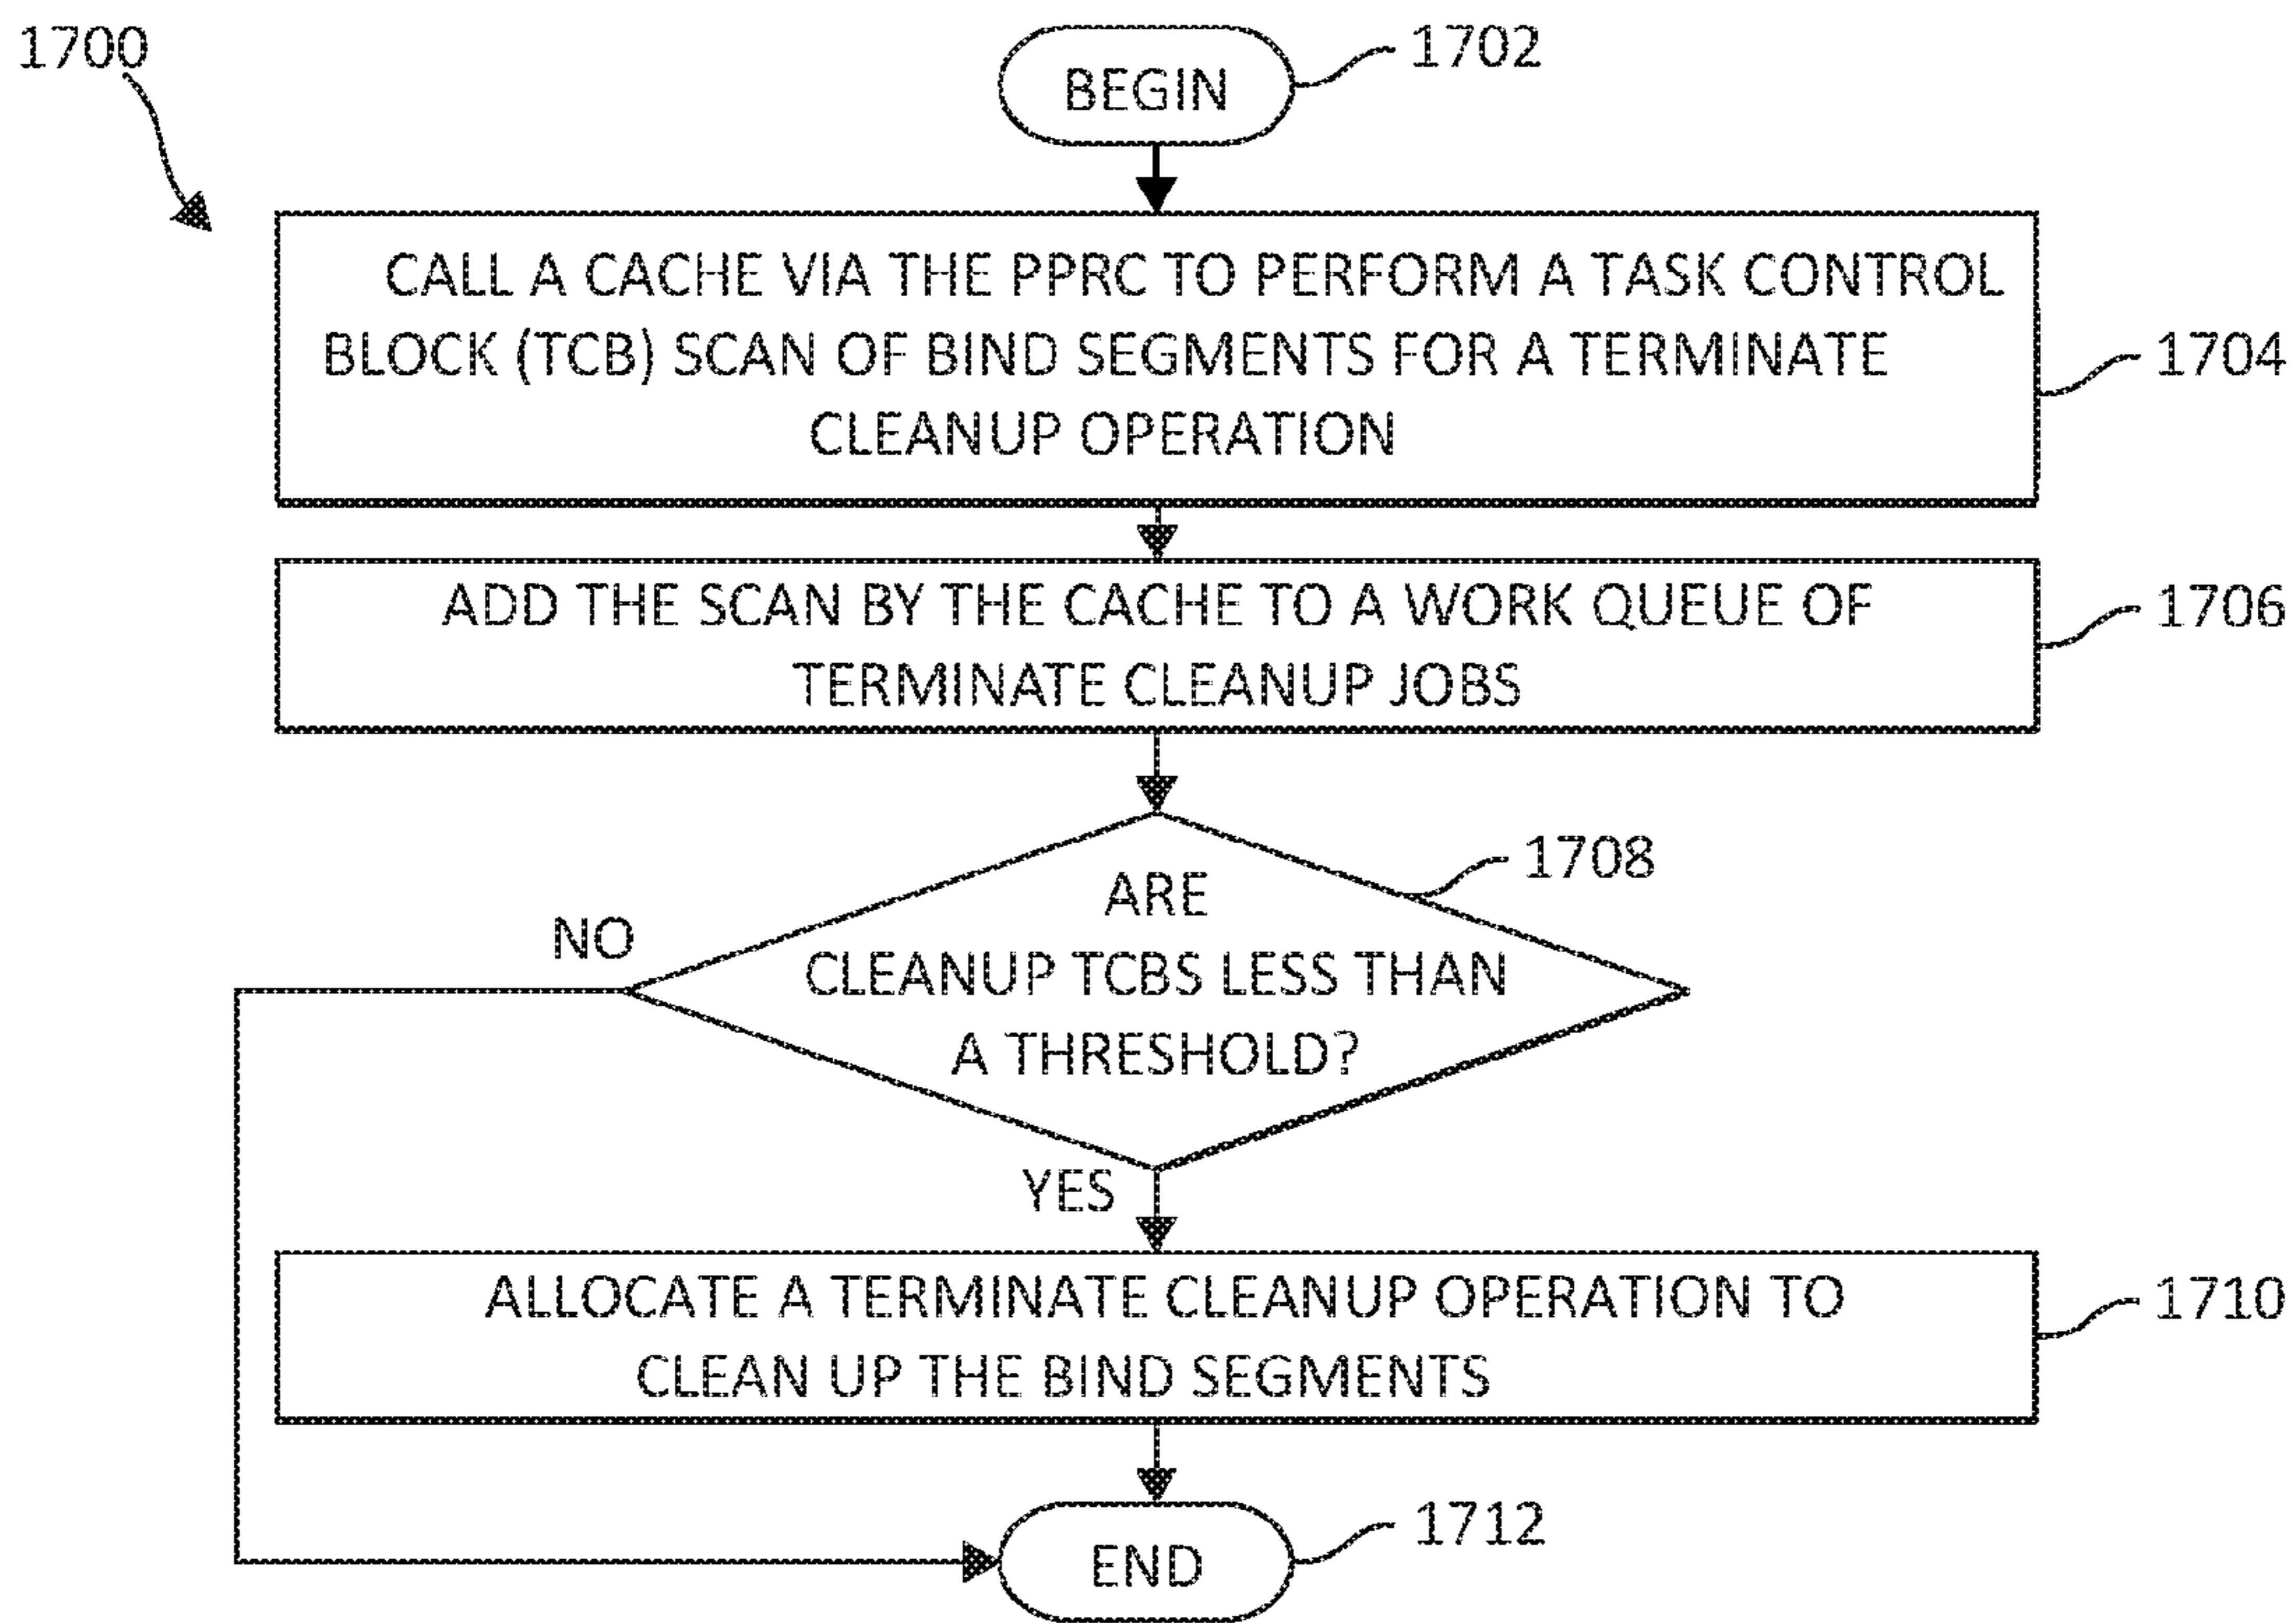 1700
BEGIN
1702
CALL A CACHE VIA THE PPRC TO PERFORM A TASK CONTROL
BLOCK (TCB) SCAN OF BIND SEGMENTS FOR A TERMINATE
CLEANUP OPERATION
1704
ADD THE SCAN BY THE CACHE TO A WORK QUEUE OF
TERMINATE CLEANUP JOBS
1706
ARE
CLEANUP TCBS LESS THAN
A THRESHOLD?
1708
NO
YES
ALLOCATE A TERMINATE CLEANUP OPERATION TO
CLEAN UP THE BIND SEGMENTS
1710
END
1712